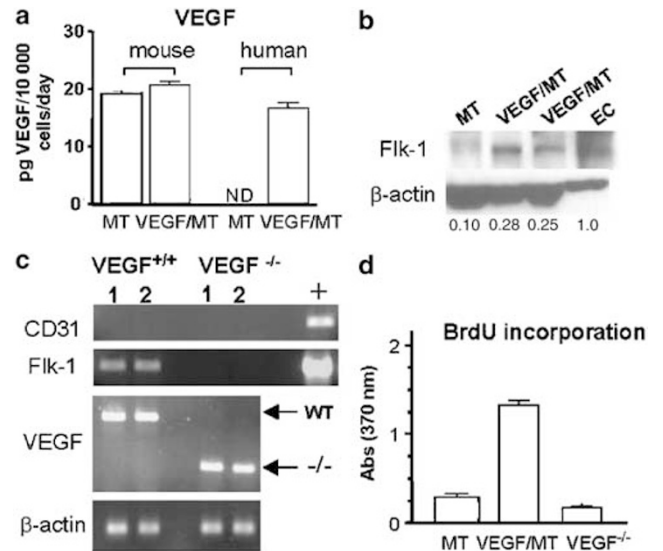 a
VEGF
mouse
human
pg VEGF/10 000
cells/day
30
20
10
0
ND
MT VEGF/MT MT VEGF/MT
b
MT VEGF/MT VEGF/MT EC
Flk-1
β-actin
0.10 0.28 0.25 1.0
c
VEGF+/+ VEGF -/-
1 2 1 2 +
CD31
Flk-1
VEGF
WT
-/-
β-actin
d
BrdU incorporation
Abs (370 nm)
2
1
0
MT VEGF/MT VEGF-/-